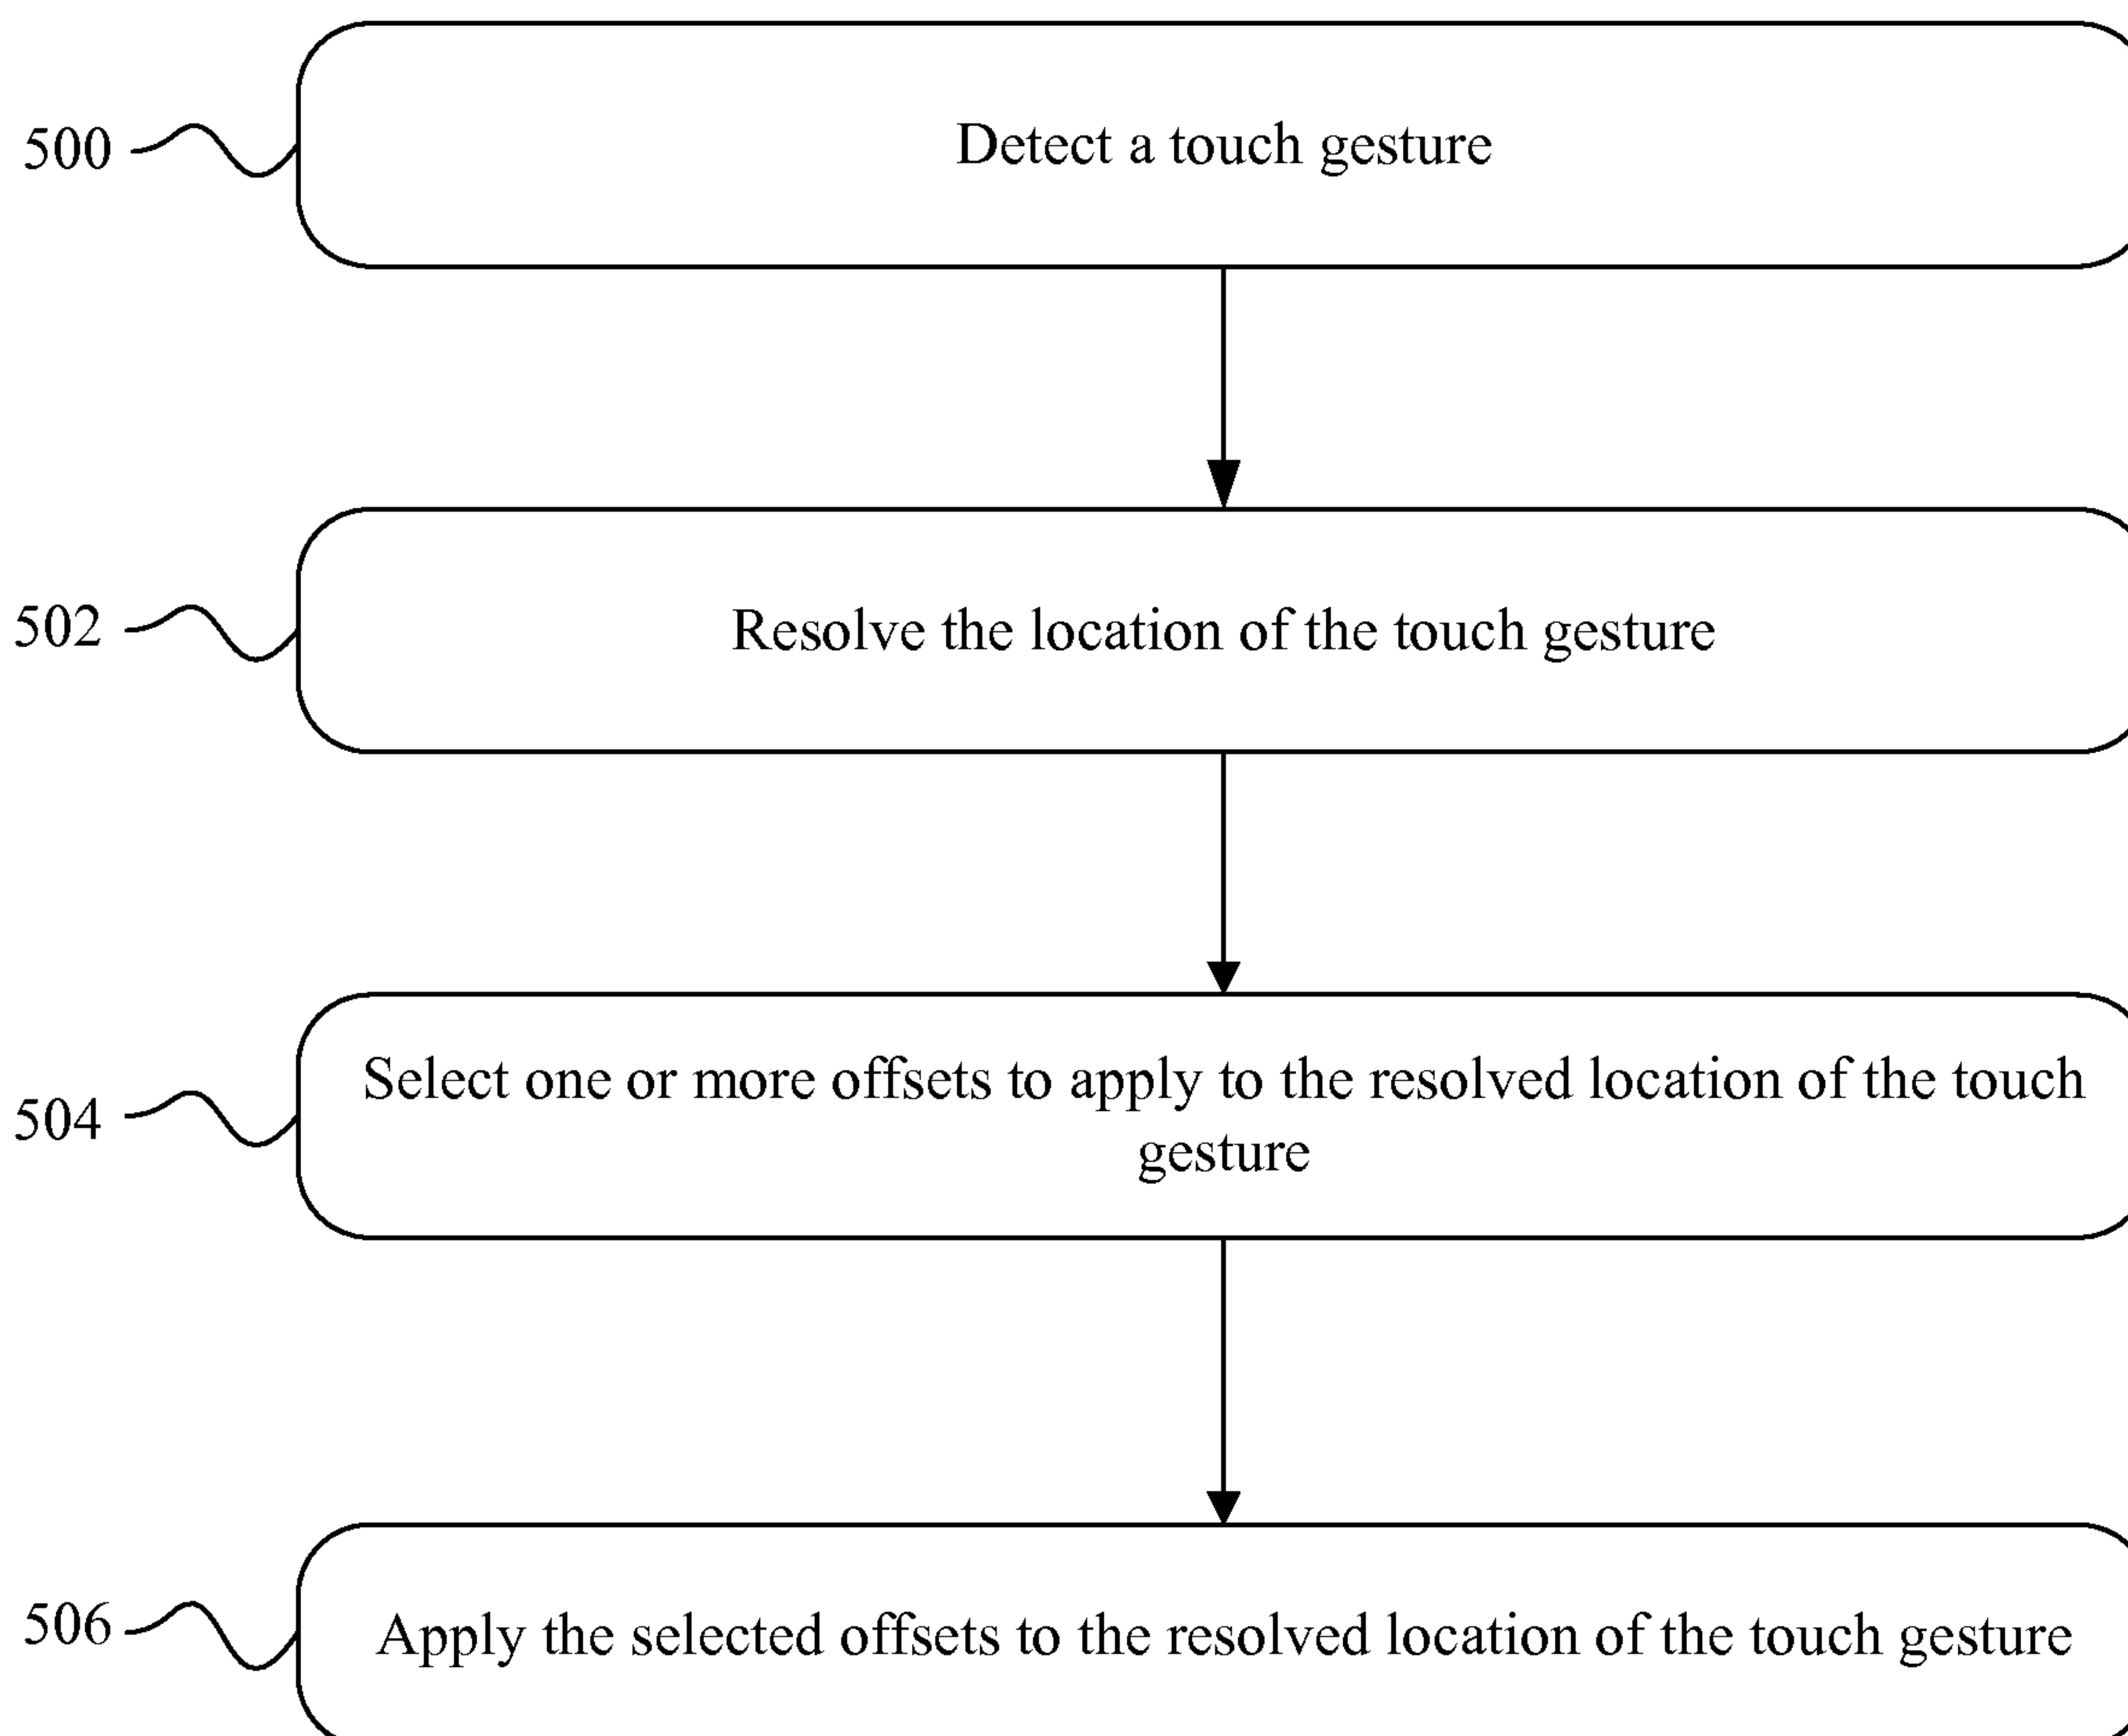 500
Detect a touch gesture
502
Resolve the location of the touch gesture
504
Select one or more offsets to apply to the resolved location of the touch
gesture
506
Apply the selected offsets to the resolved location of the touch gesture